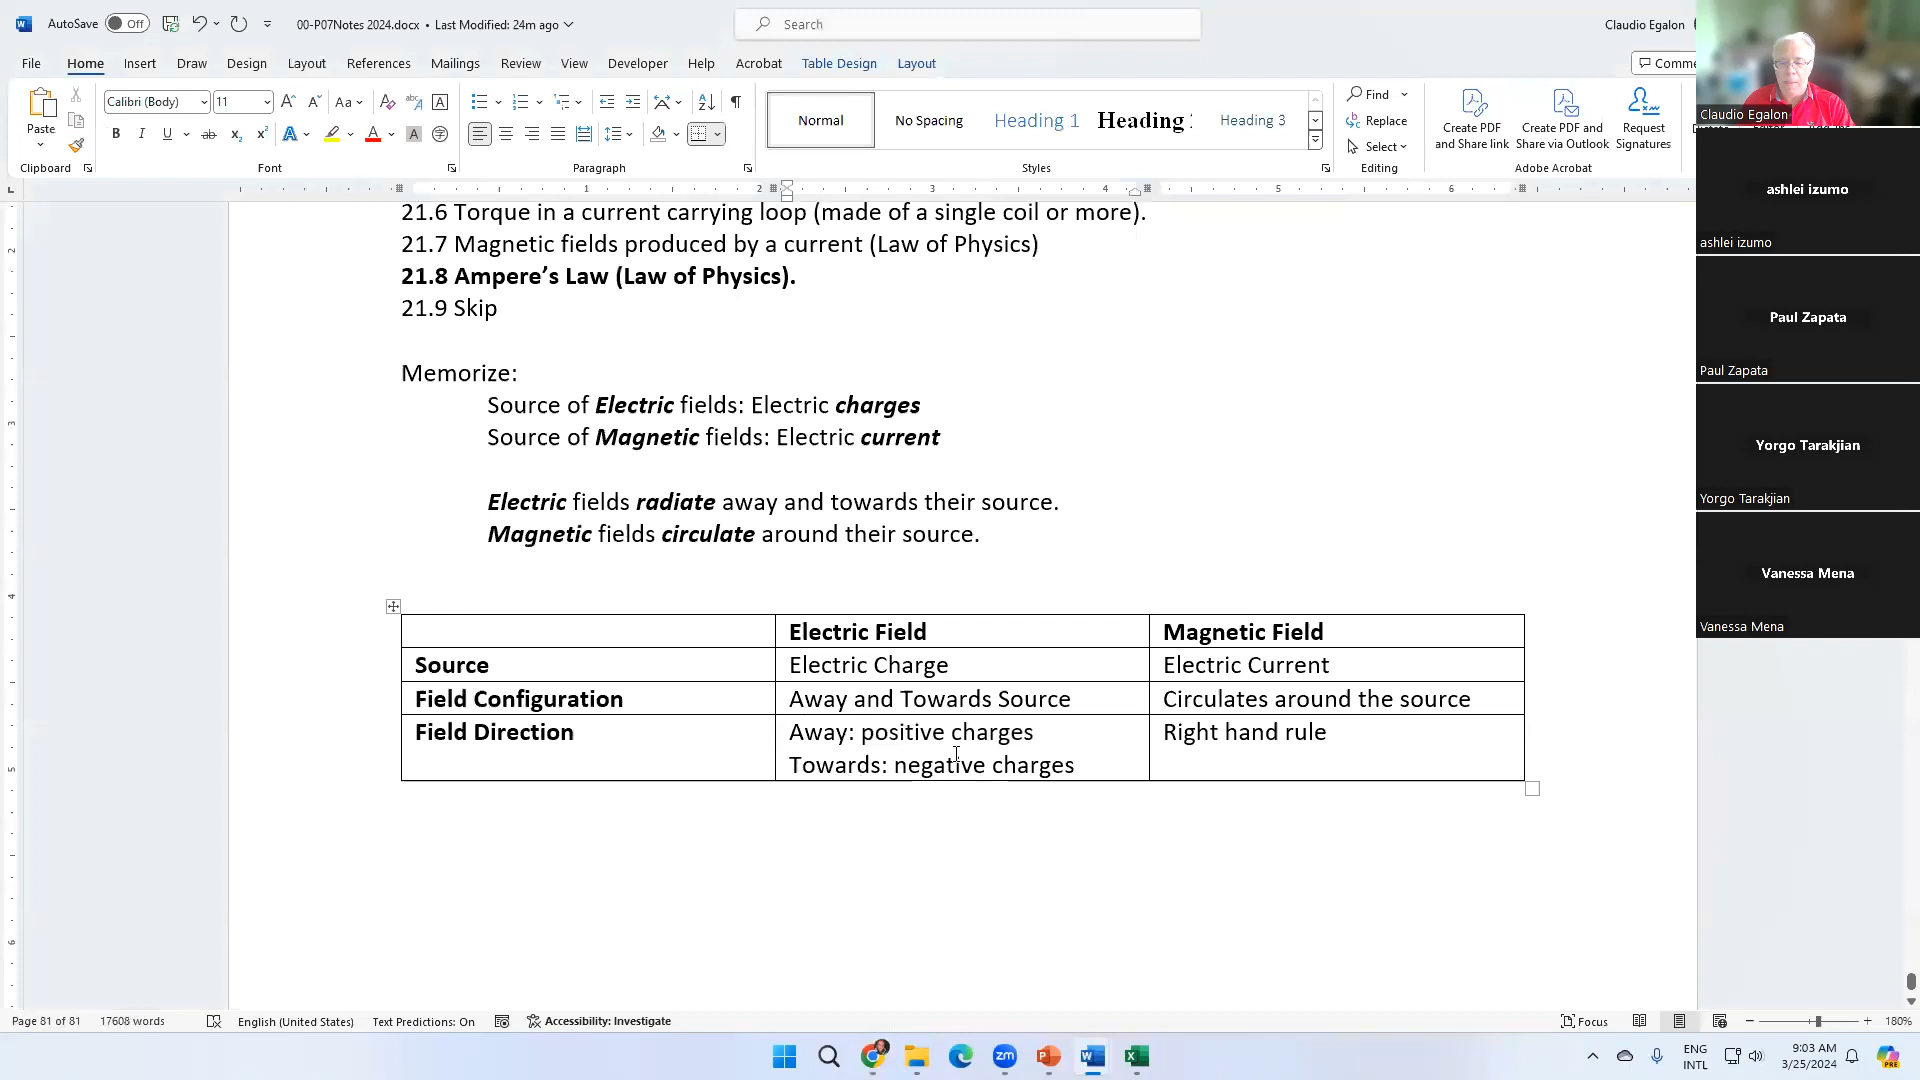 AutoSave Off 00-P07Notes 2024.docx • Last Modified: 24m ago Search Claudio Egalon
File Home Insert Draw Design Layout References Mailings Review View Developer Help Acrobat Table Design Layout Comme
Paste Calibri (Body) 11 Normal No Spacing Heading 1 Heading Heading 3 Find Replace Select Create PDF and Share link Create PDF and Share via Outlook Request Signatures
Clipboard Font Paragraph Styles Editing Adobe Acrobat
21.6 Torque in a current carrying loop (made of a single coil or more).
21.7 Magnetic fields produced by a current (Law of Physics)
21.8 Ampere’s Law (Law of Physics).
21.9 Skip
Memorize:
Source of Electric fields: Electric charges
Source of Magnetic fields: Electric current
Electric fields radiate away and towards their source.
Magnetic fields circulate around their source.
Electric Field Magnetic Field
Source Electric Charge Electric Current
Field Configuration Away and Towards Source Circulates around the source
Field Direction Away: positive charges Right hand rule
Towards: negative charges
Claudio Egalon
ashlei izumo
ashlei izumo
Paul Zapata
Paul Zapata
Yorgo Tarakjian
Yorgo Tarakjian
Vanessa Mena
Vanessa Mena
Page 81 of 81 17608 words English (United States) Text Predictions: On Accessibility: Investigate Focus 180%
ENG
INTL
9:03 AM
3/25/2024